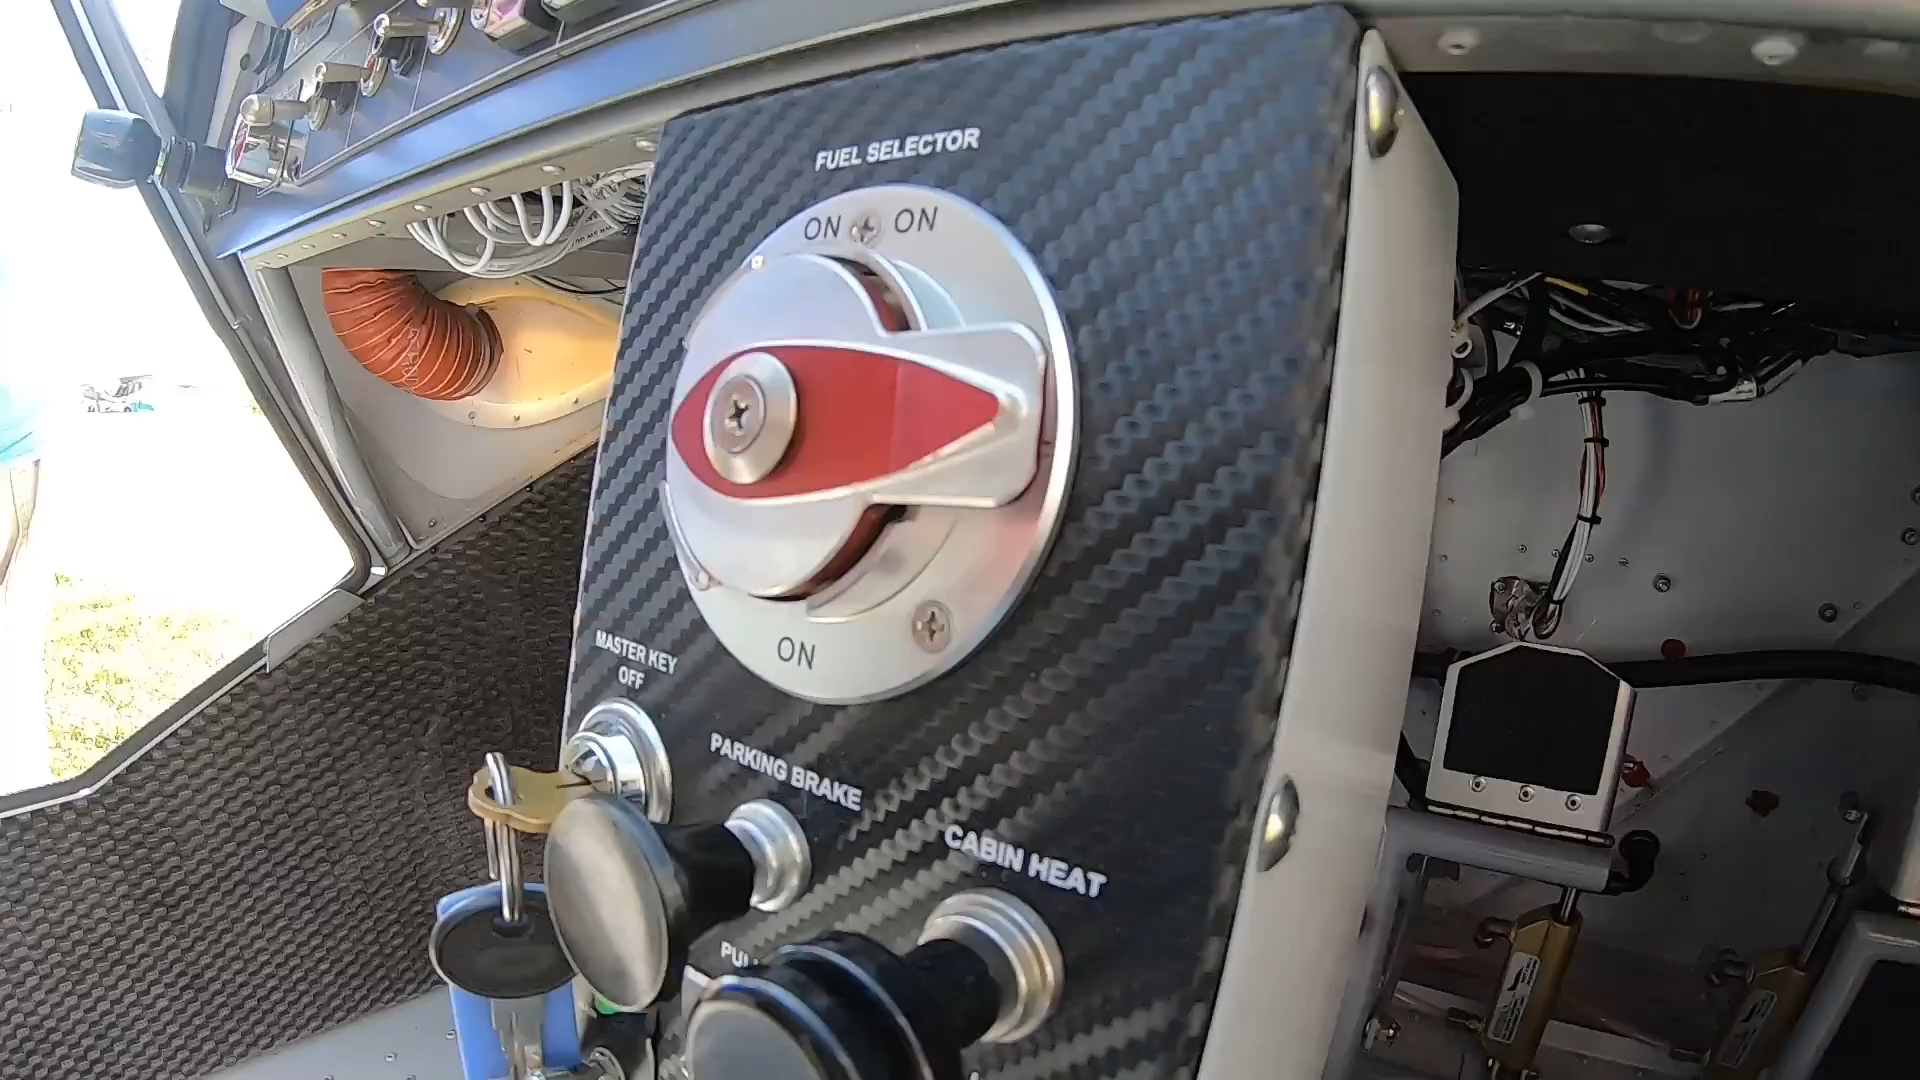 FUEL SELECTOR
ON ON
ON
MASTER KEY
OFF
PARKING BRAKE
CABIN HEAT